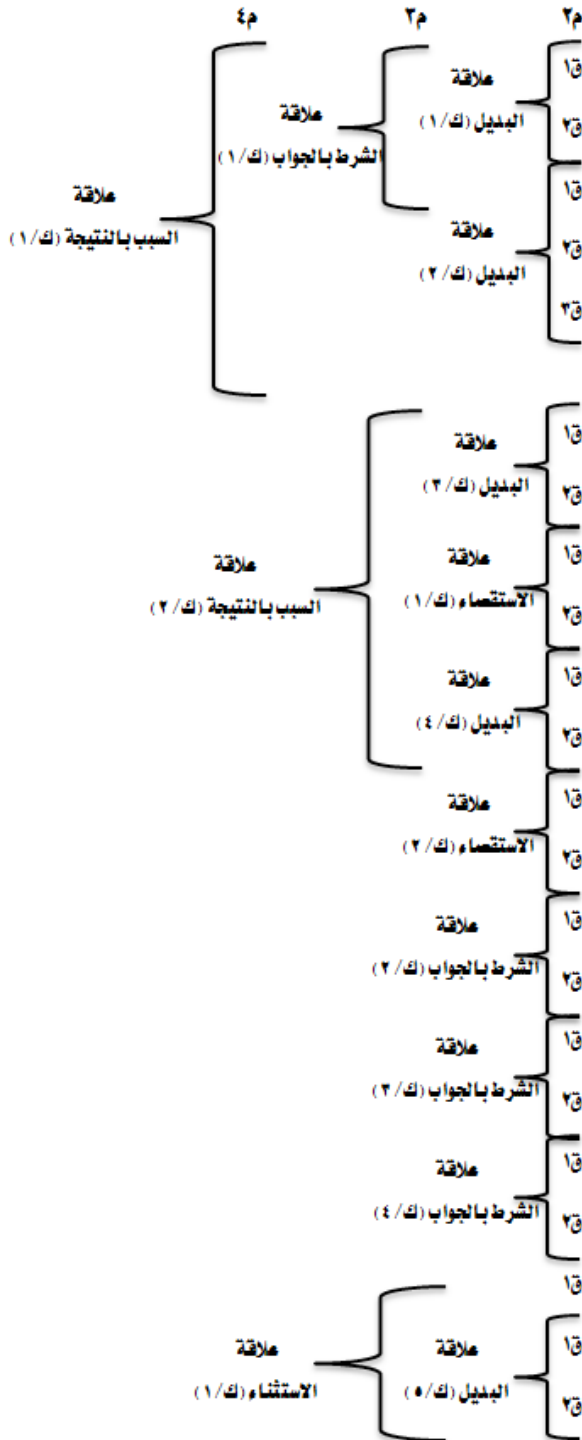 م٢ م٣ م٤
ق١
علاقة
البديل (ك/١)
ق٢
علاقة
الشرط بالجواب (ك/١)
ق١
علاقة
البديل (ك/٢)
ق٢
ق٣
علاقة
السبب بالنتيجة (ك/١)
ق١
علاقة
البديل (ك/٣)
ق٢
ق١
علاقة
الاستقصاء (ك/١)
ق٢
علاقة
السبب بالنتيجة (ك/٢)
ق١
علاقة
البديل (ك/٤)
ق٢
ق١
علاقة
الاستقصاء (ك/٢)
ق٢
ق١
علاقة
الشرط بالجواب (ك/٢)
ق٢
ق١
علاقة
الشرط بالجواب (ك/٣)
ق٢
ق١
علاقة
الشرط بالجواب (ك/٤)
ق٢
ق١
ق١
علاقة
البديل (ك/٥)
ق٢
علاقة
الاستثناء (ك/١)